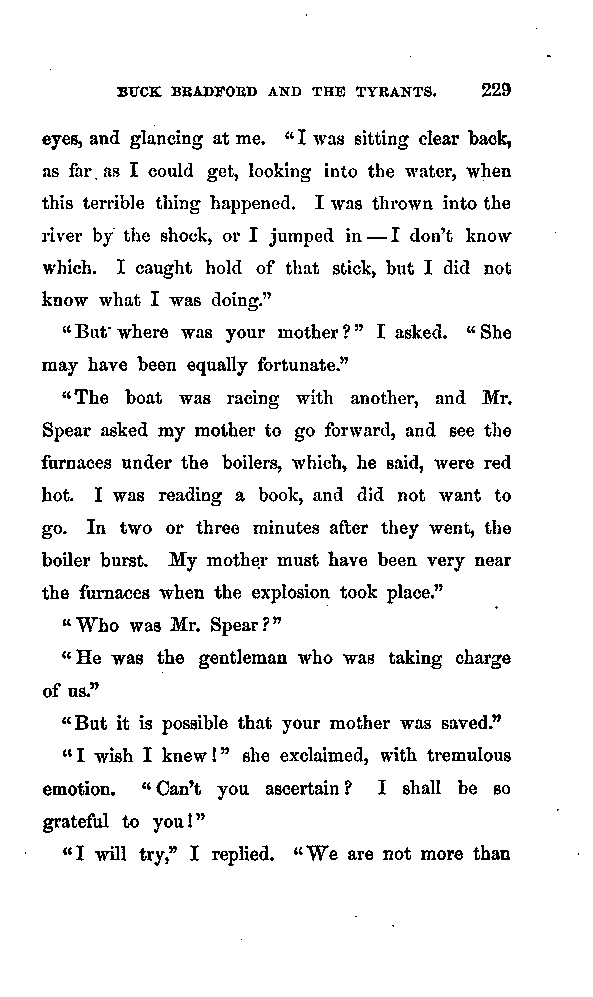 BUCK BRADFORD AND THE TYRANTS. 229
eyes, and glancing at me. “I was sitting clear back,
as far as I could get, looking into the water, when
this terrible thing happened. I was thrown into the
river by the shock, or I jumped in — I don’t know
which. I caught hold of that stick, but I did not
know what I was doing.”
“But where was your mother?” I asked. “She
may have been equally fortunate.”
“The boat was racing with another, and Mr.
Spear asked my mother to go forward, and see the
furnaces under the boilers, which, he said, were red
hot. I was reading a book, and did not want to
go. In two or three minutes after they went, the
boiler burst. My mother must have been very near
the furnaces when the explosion took place.”
“Who was Mr. Spear?”
“He was the gentleman who was taking charge
of us.”
“But it is possible that your mother was saved.”
“I wish I knew!” she exclaimed, with tremulous
emotion. “Can’t you ascertain? I shall be so
grateful to you!”
“I will try,” I replied. “We are not more than